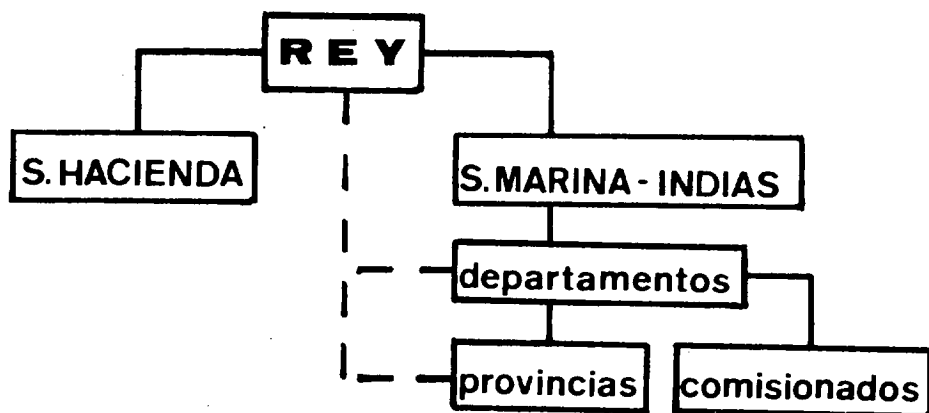 REY
S. HACIENDA
S. MARINA - INDIAS
departamentos
provincias
comisionados